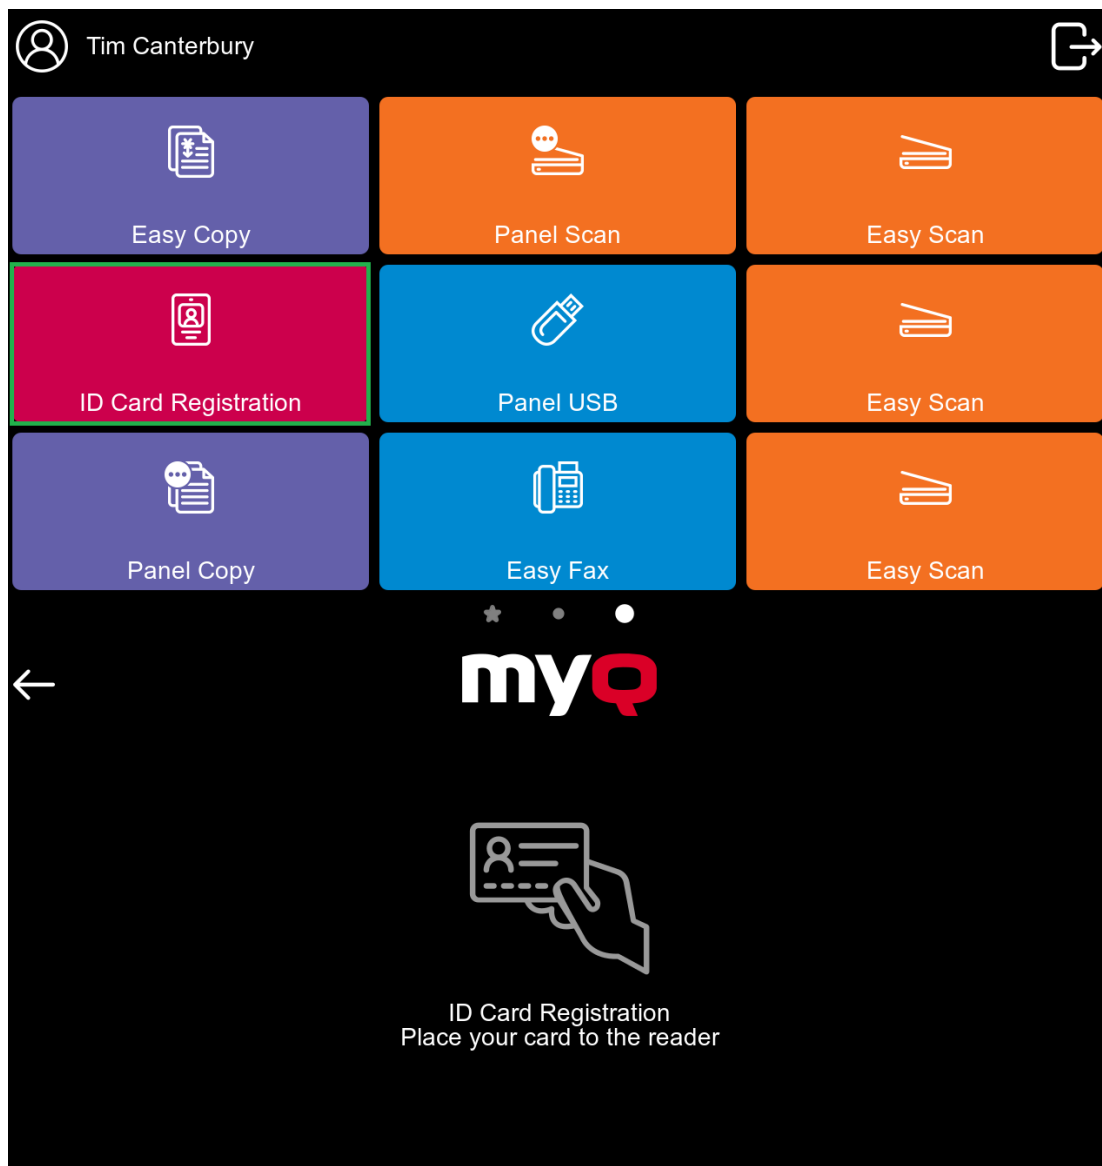 Tim Canterbury
Easy Copy
Panel Scan
Easy Scan
ID Card Registration
Panel USB
Easy Scan
Panel Copy
Easy Fax
Easy Scan
myQ
ID Card Registration
Place your card to the reader